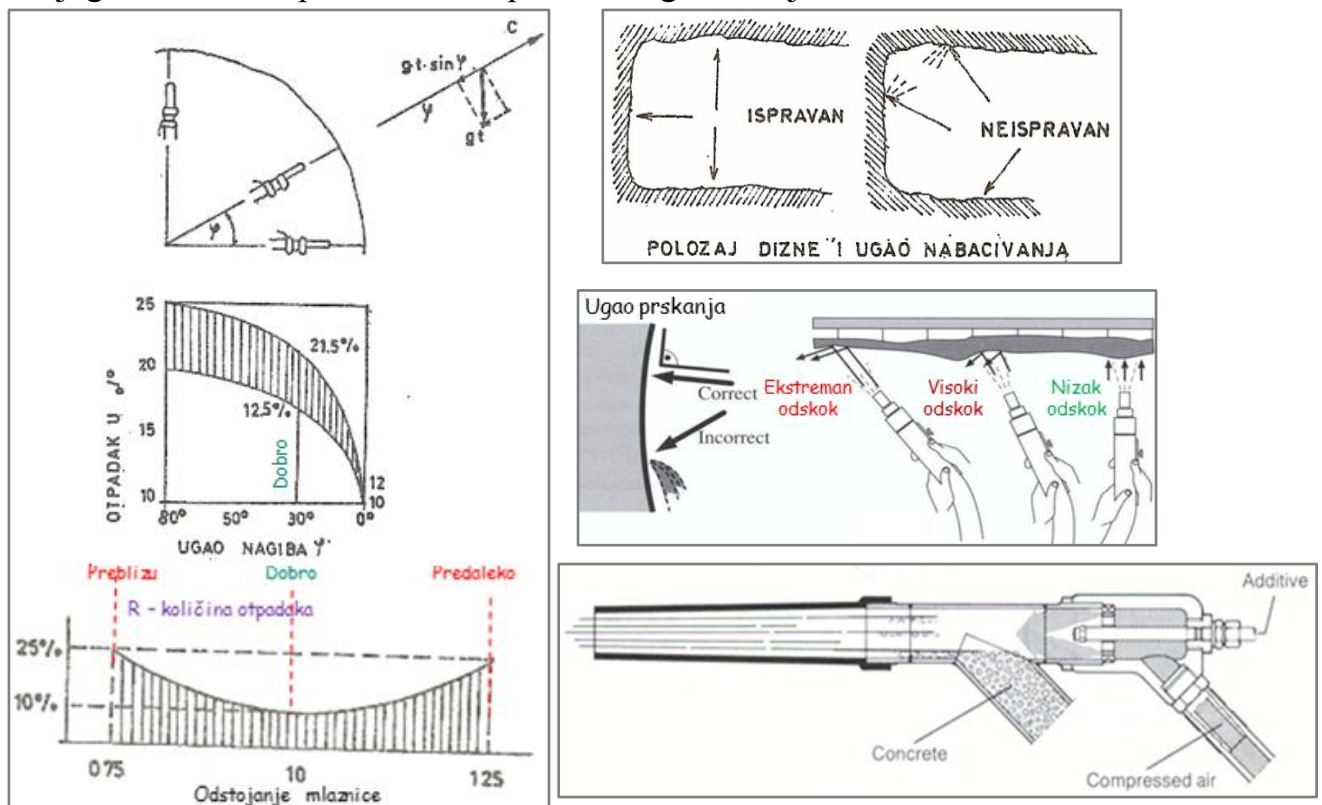 C
g·t·sinφ
φ
gt
φ
25
20
15
10
OTPADAK U %
21.5%
12.5%
Dobro
12
10
80°
50°
30°
0°
UGAO NAGIBA φ
Preblizu
Dobro
Predaleko
R - količina otpadaka
25%
10%
075
10
125
Odstojanje mlaznice
ISPRAVAN
NEISPRAVAN
POLOZAJ DIZNE I UGAO NABACIVANJA
Ugao prskanja
Correct
Incorrect
Ekstreman
odskok
Visoki
odskok
Nizak
odskok
Additive
Concrete
Compressed air